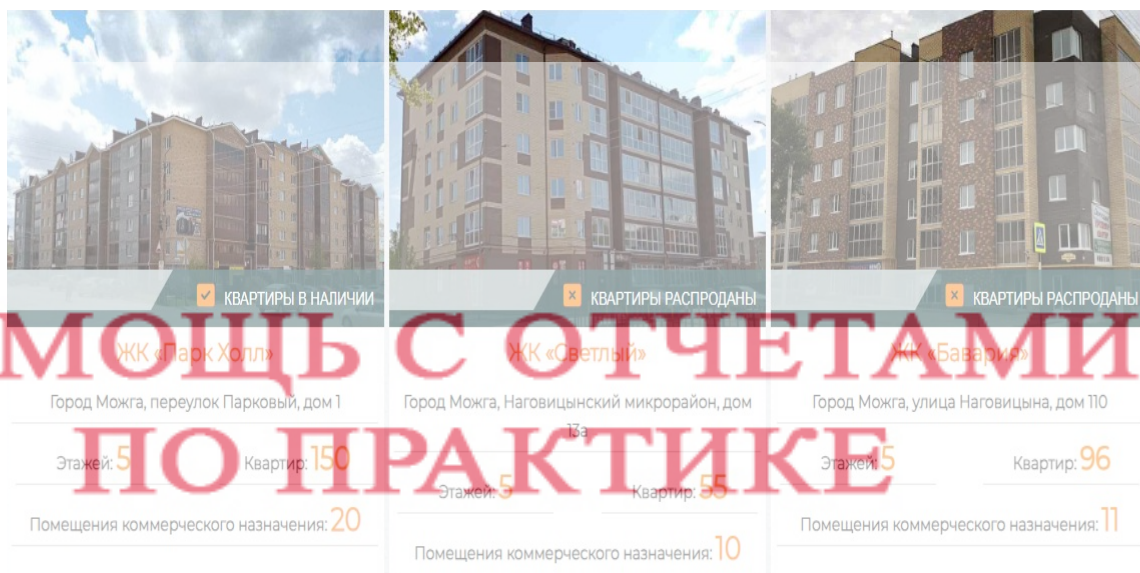 КВАРТИРЫ В НАЛИЧИИ
КВАРТИРЫ РАСПРОДАНЫ
КВАРТИРЫ РАСПРОДАНЫ
МОЩЬ С ОТЧЕТАМИ
ПО ПРАКТИКЕ
ЖК «Парк Холл»
Город Можга, переулок Парковый, дом 1
Этажей: 5
Квартир: 150
Помещения коммерческого назначения: 20
ЖК «Светлый»
Город Можга, Наговицынский микрорайон, дом
13а
Этажей: 5
Квартир: 55
Помещения коммерческого назначения: 10
ЖК «Бавария»
Город Можга, улица Наговицына, дом 110
Этажей: 5
Квартир: 96
Помещения коммерческого назначения: 11